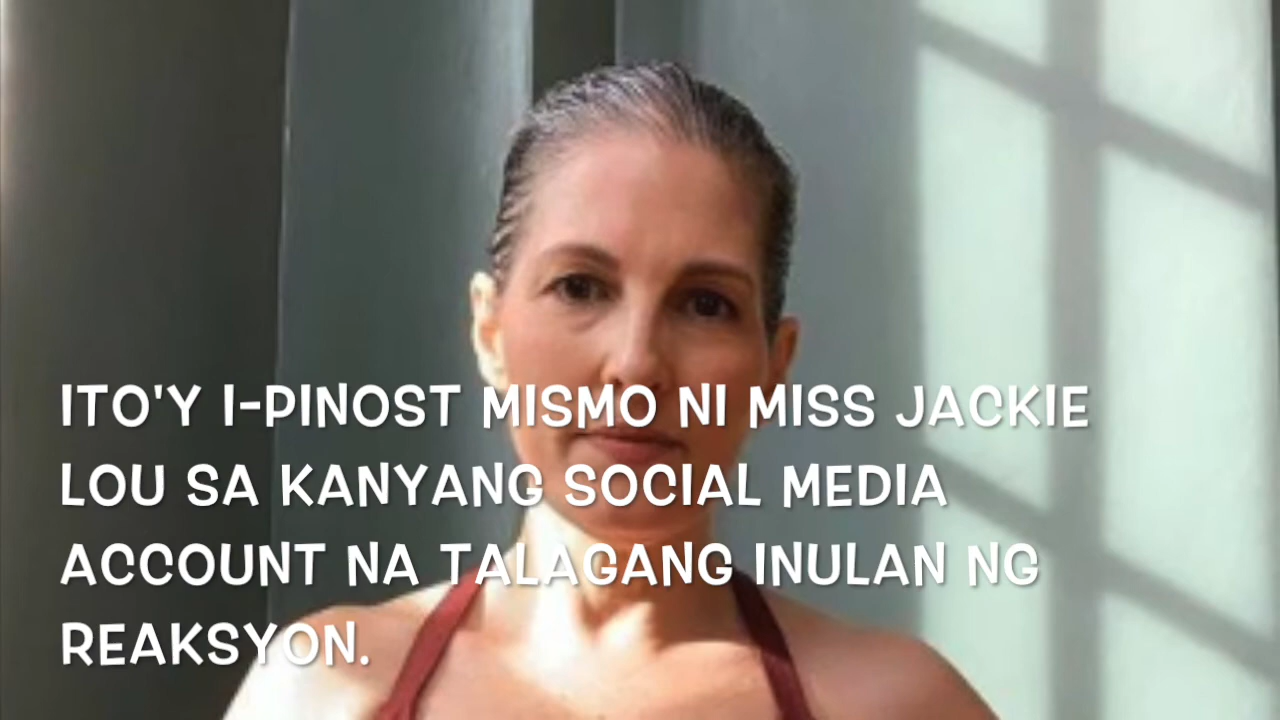 ITO'Y I-PINOST MISMO NI MISS JACKIE
LOU SA KANYANG SOCIAL MEDIA
ACCOUNT NA TALAGANG INULAN NG
REAKSYON.